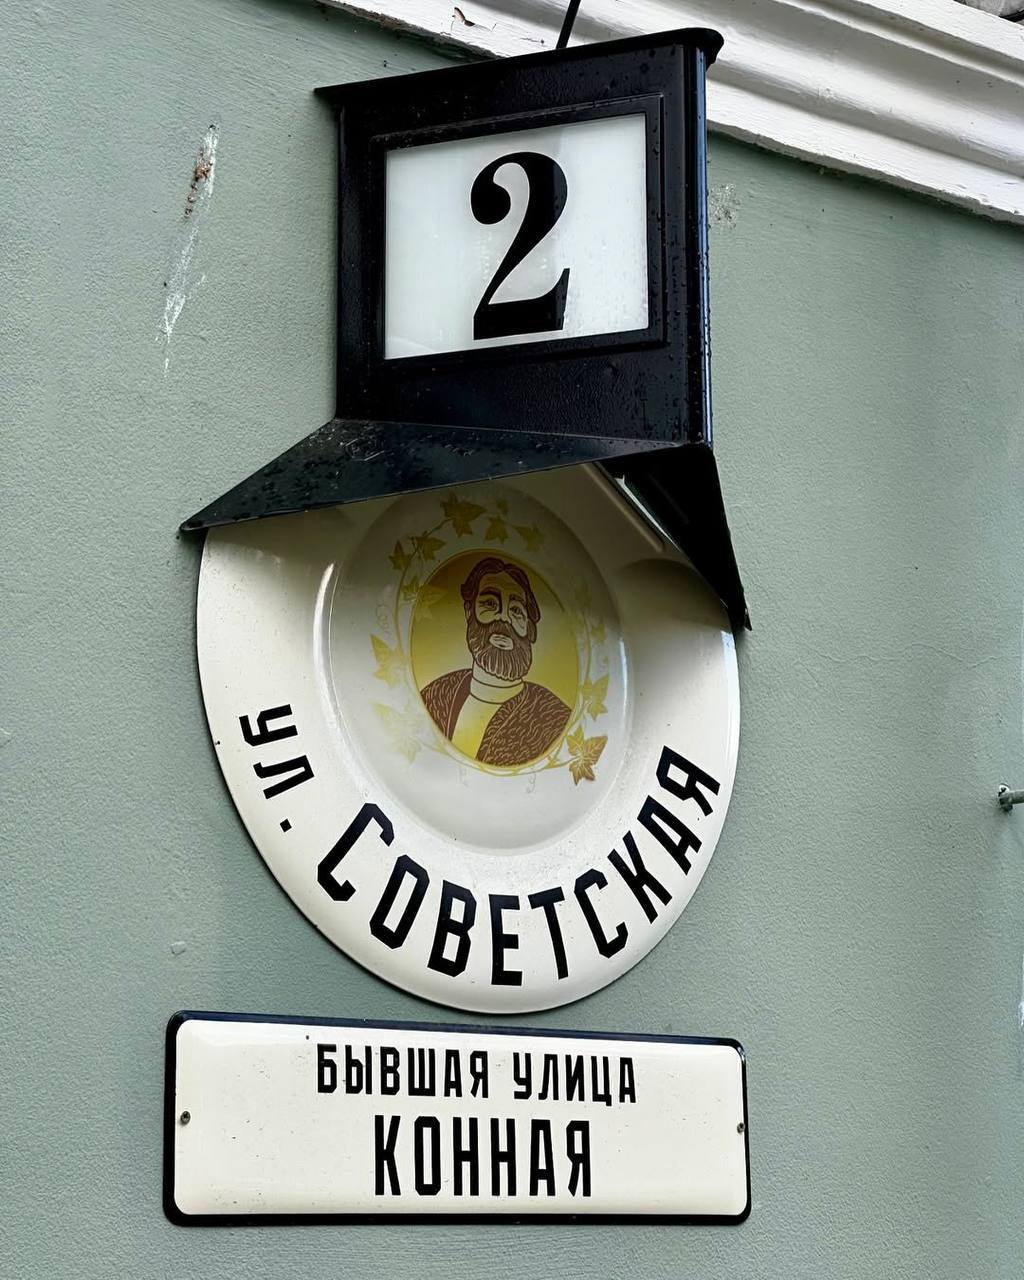 2
ул. Советская
БЫВШАЯ УЛИЦА
КОННАЯ